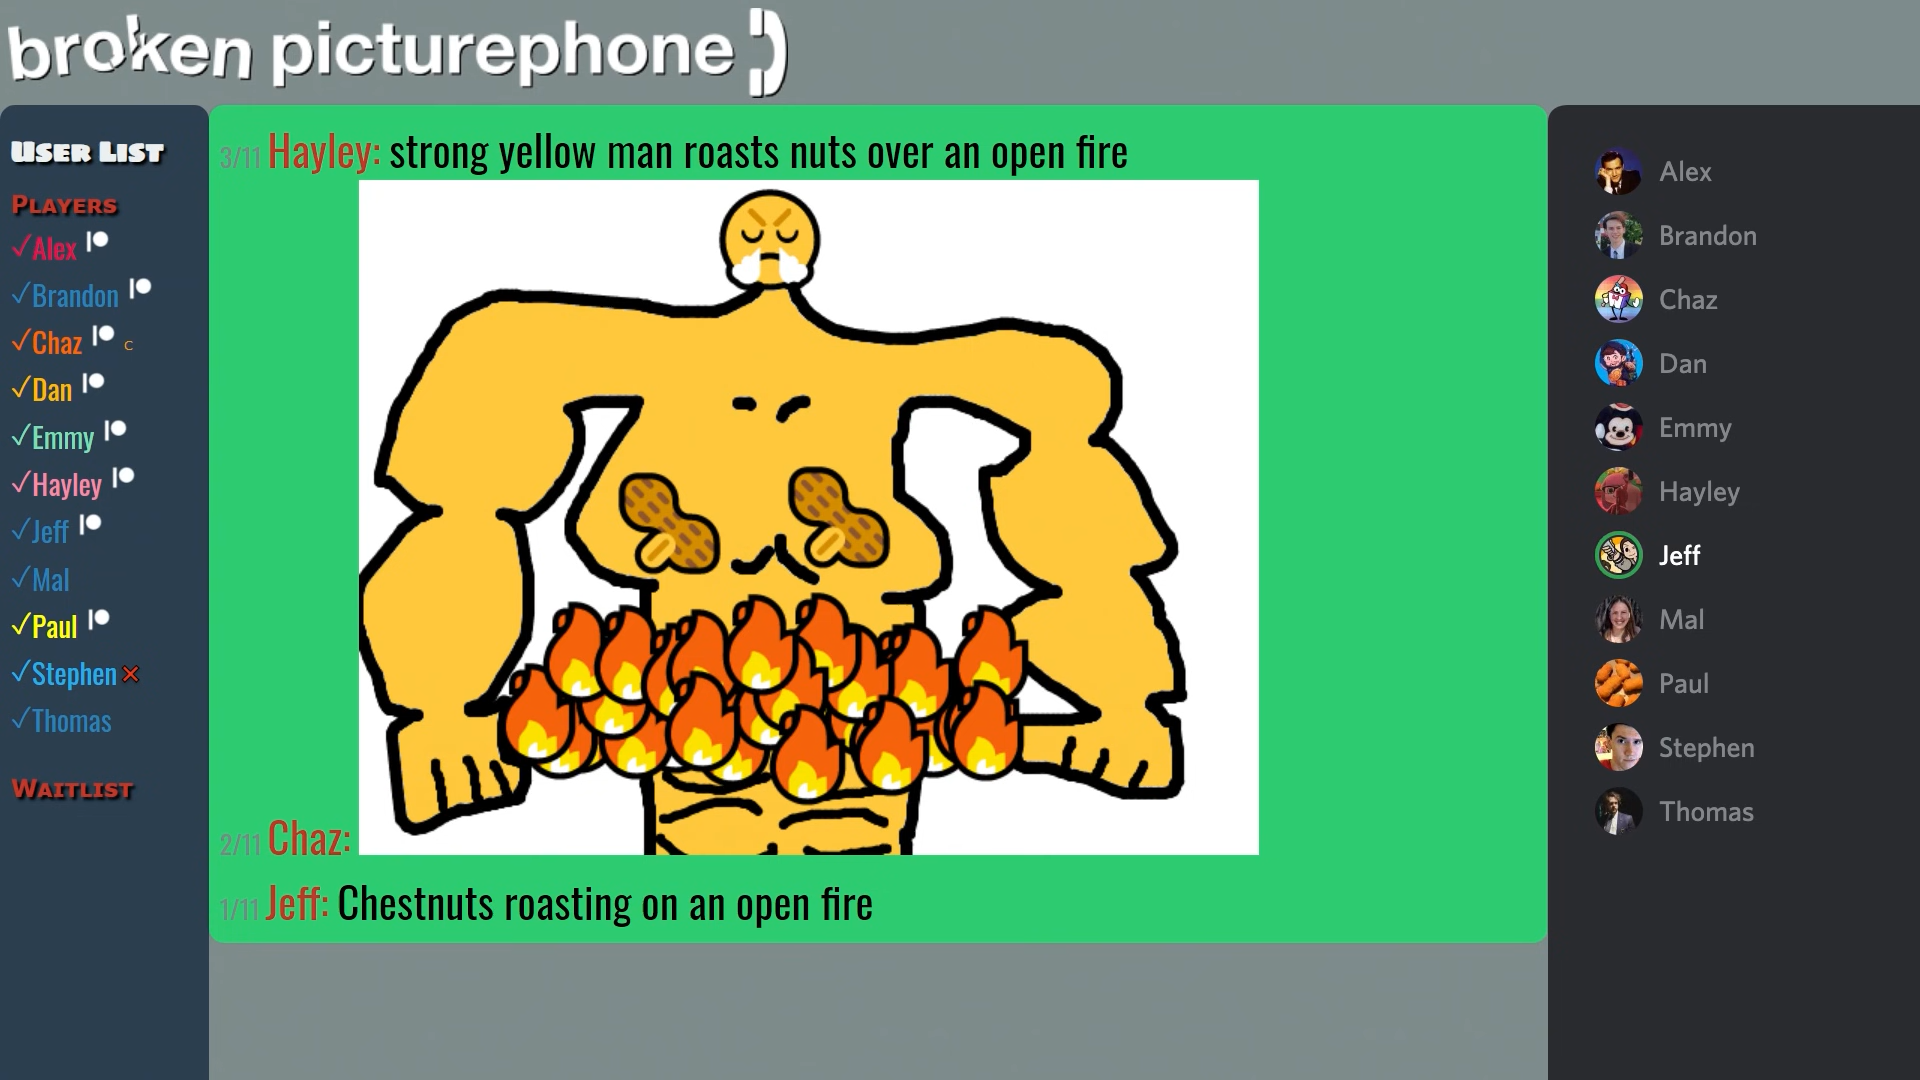 broken picturephone
User List
Players
✓Alex
✓Brandon
✓Chaz c
✓Dan
✓Emmy
✓Hayley
✓Jeff
✓Mal
✓Paul
✓Stephen ✕
✓Thomas
Waitlist
3/11 Hayley: strong yellow man roasts nuts over an open fire
2/11 Chaz:
1/11 Jeff: Chestnuts roasting on an open fire
Alex
Brandon
Chaz
Dan
Emmy
Hayley
Jeff
Mal
Paul
Stephen
Thomas